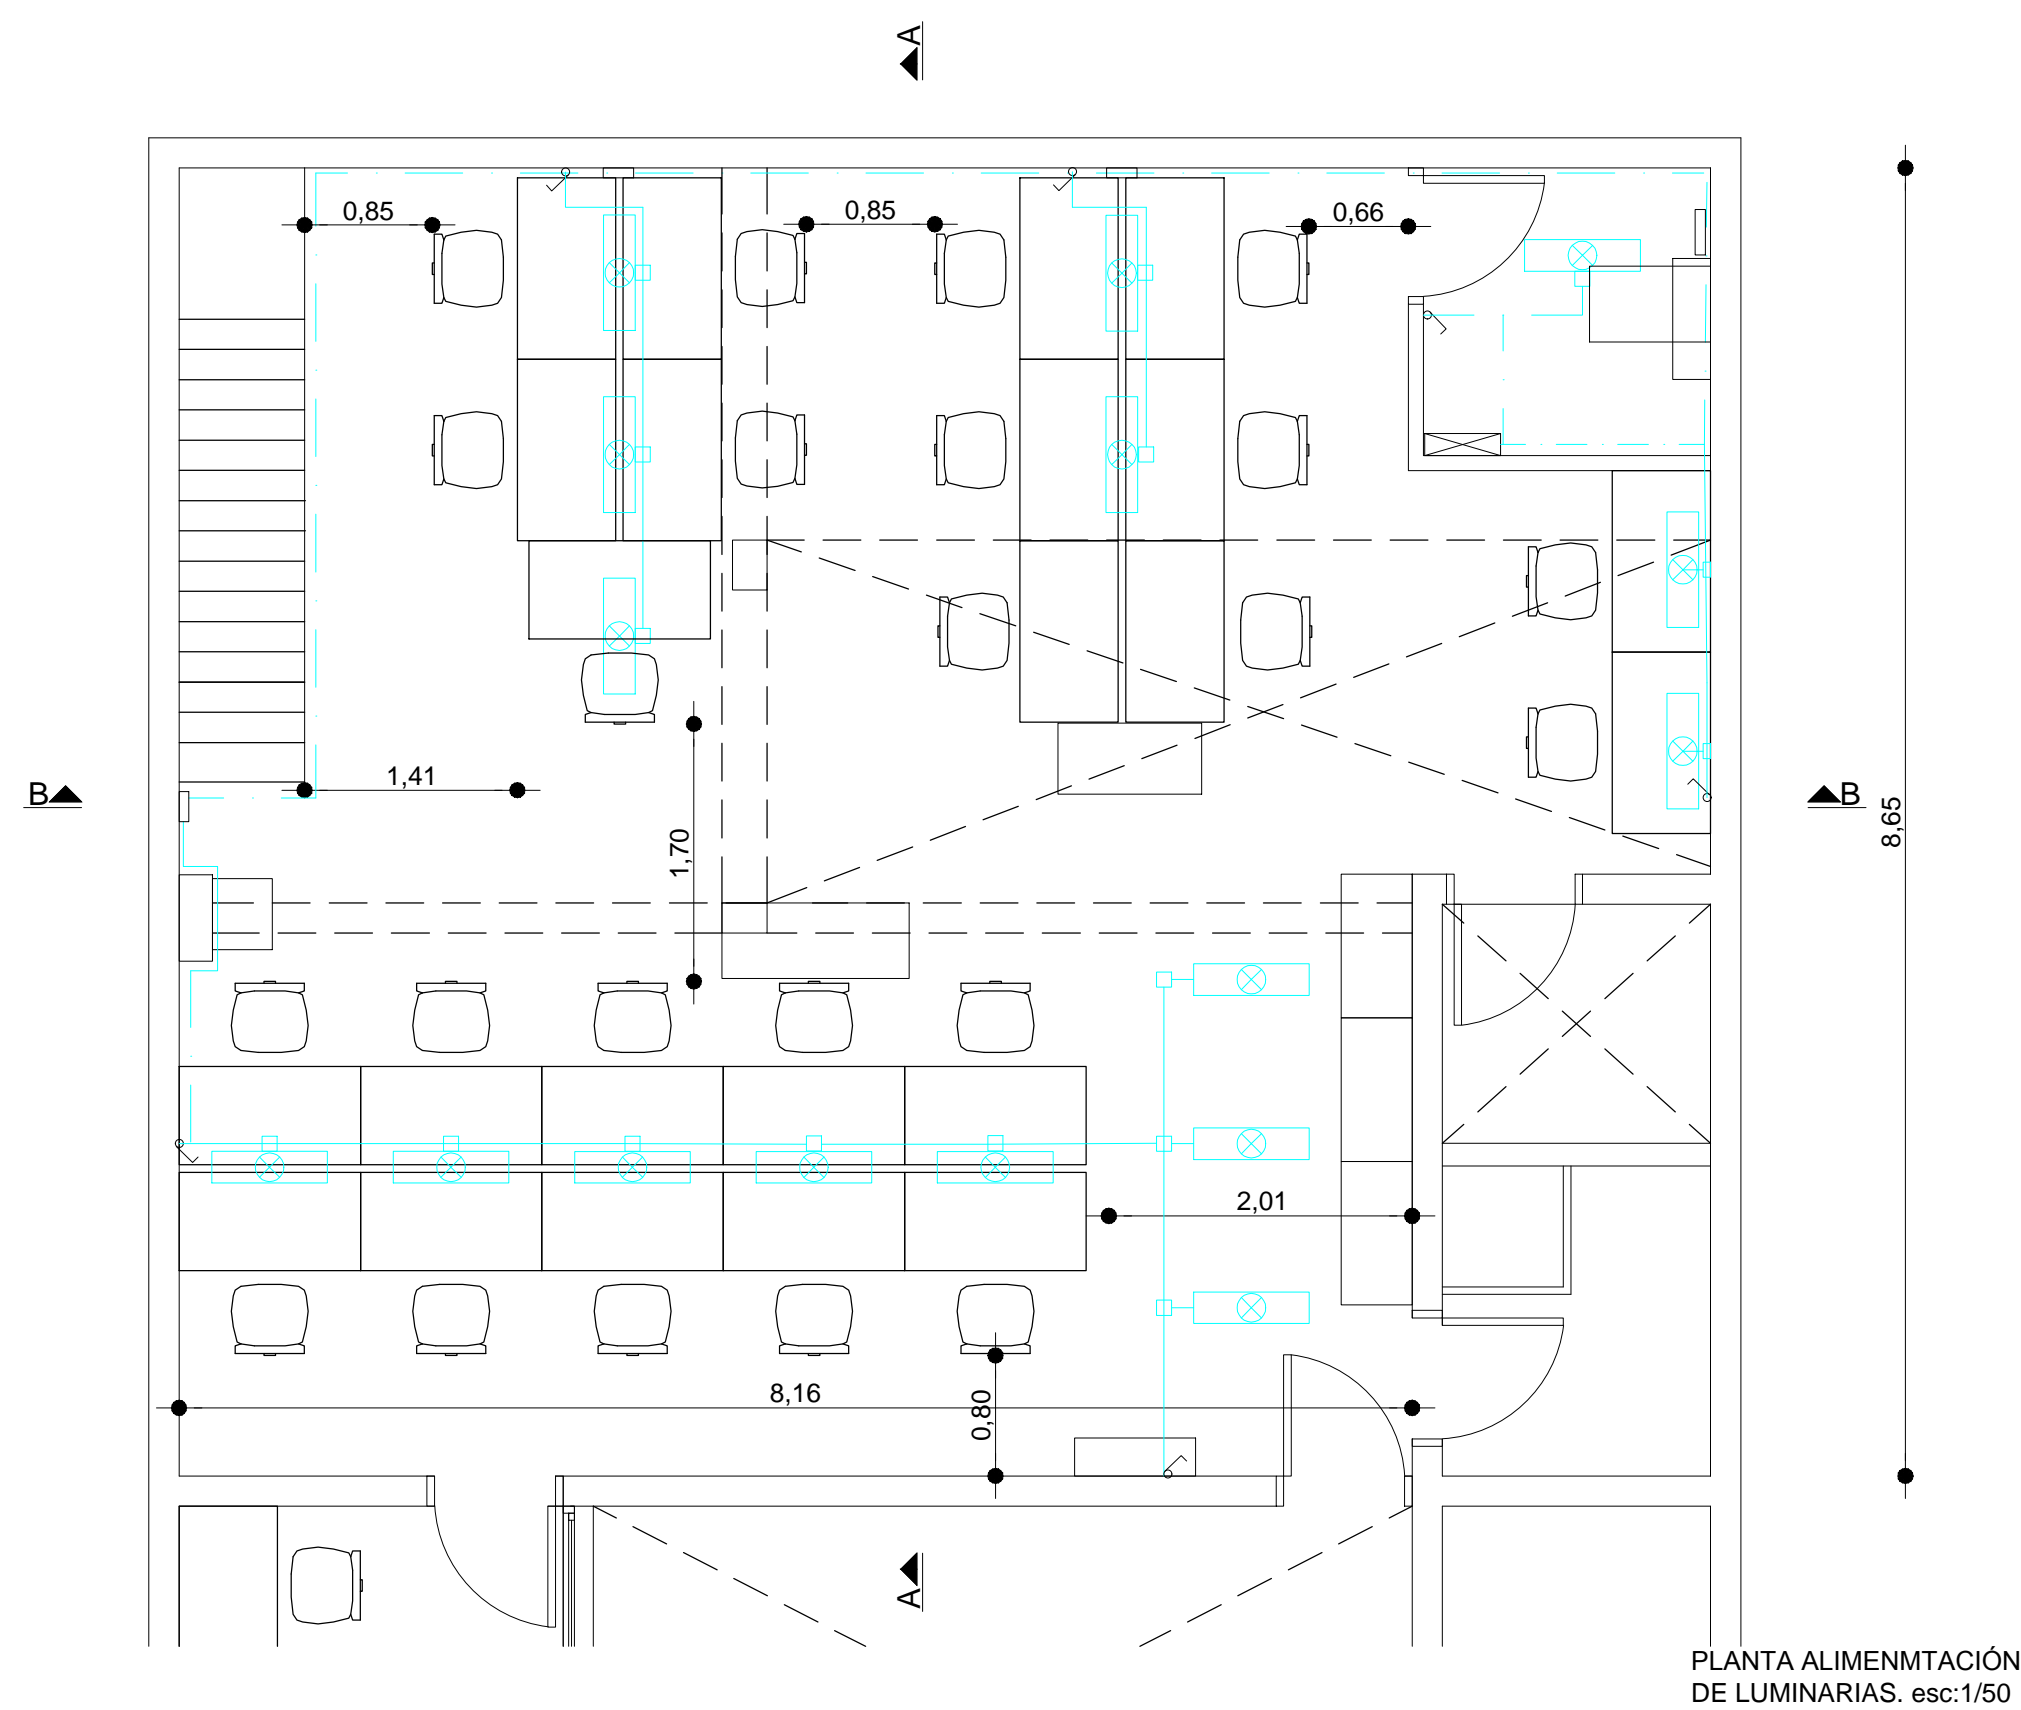 A
0,85
0,85
0,66
B
1,41
1,70
B
8,65
2,01
8,16
0,80
A
PLANTA ALIMENMTACIÓN
DE LUMINARIAS. esc:1/50